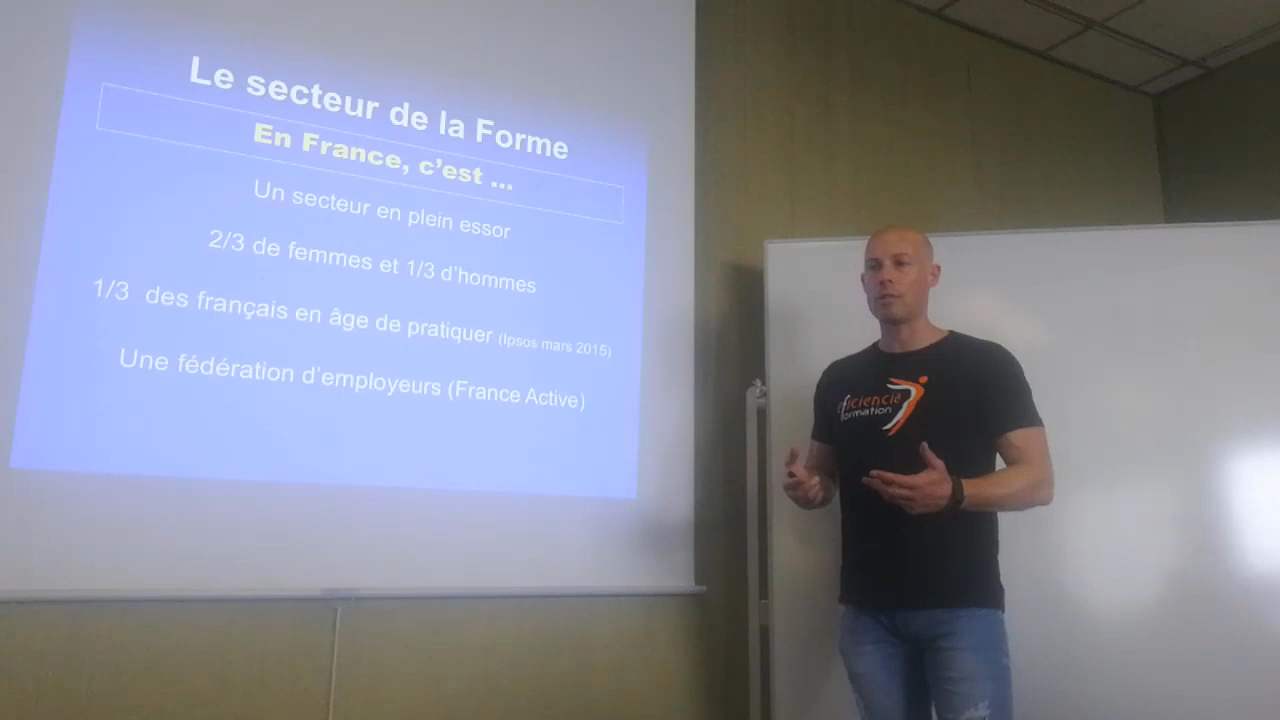 Le secteur de la Forme
En France, c'est ...
Un secteur en plein essor
2/3 de femmes et 1/3 d'hommes
1/3 des français en âge de pratiquer (Ipsos mars 2015)
Une fédération d'employeurs (France Active)
eficiencia
formation